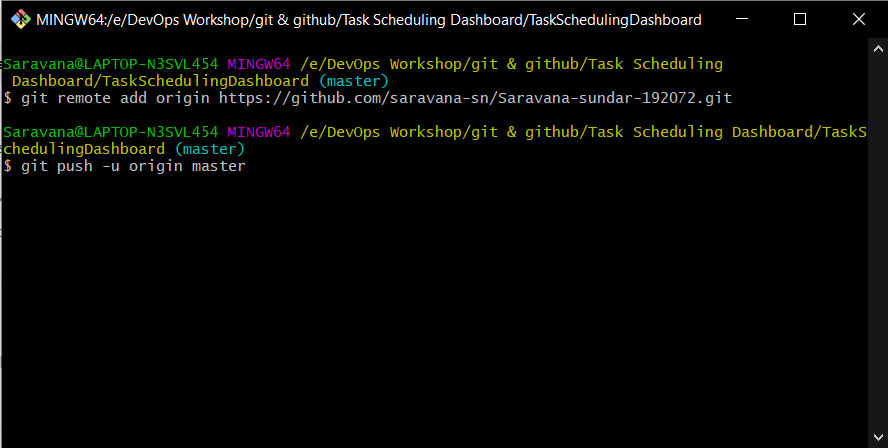 MINGW64:/e/DevOps Workshop/git & github/Task Scheduling Dashboard/TaskSchedulingDashboard
Saravana@LAPTOP-N3SVL454 MINGW64 /e/DevOps Workshop/git & github/Task Scheduling
Dashboard/TaskSchedulingDashboard (master)
$ git remote add origin https://github.com/saravana-sn/Saravana-sundar-192072.git
Saravana@LAPTOP-N3SVL454 MINGW64 /e/DevOps Workshop/git & github/Task Scheduling Dashboard/TaskS
chedulingDashboard (master)
$ git push -u origin master